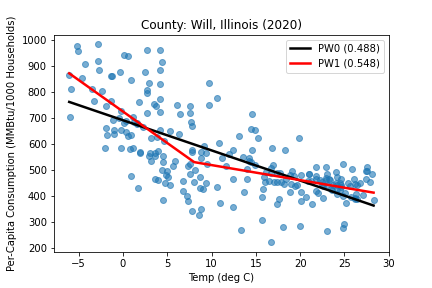 County: Will, Illinois (2020)
Per-Capita Consumption (MMBtu/1000 Households)
1000
900
800
700
600
500
400
300
200
PW0 (0.488)
PW1 (0.548)
−5 0 5 10 15 20 25 30
Temp (deg C)